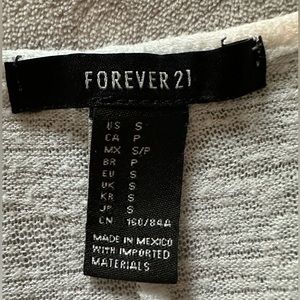 FOREVER 21
US S
CA P
MX S/P
BR P
EU S
UK S
KR S
JP S
CN 160/84A
MADE IN MEXICO
WITH IMPORTED
MATERIALS